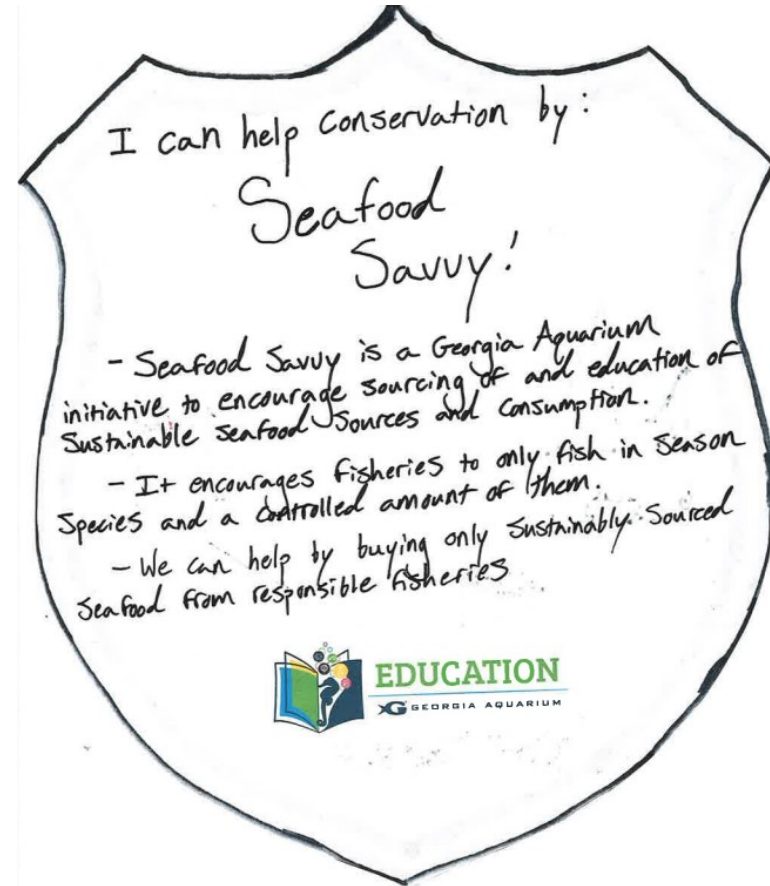 I can help conservation by:
Seafood
Savvy!
- Seafood Savvy is a Georgia Aquarium
initiative to encourage sourcing of and education of
Sustainable seafood sources and consumption.
- It encourages fisheries to only fish in season
species and a controlled amount of them.
- We can help by buying only sustainably sourced
seafood from responsible fisheries
EDUCATION
GEORGIA AQUARIUM